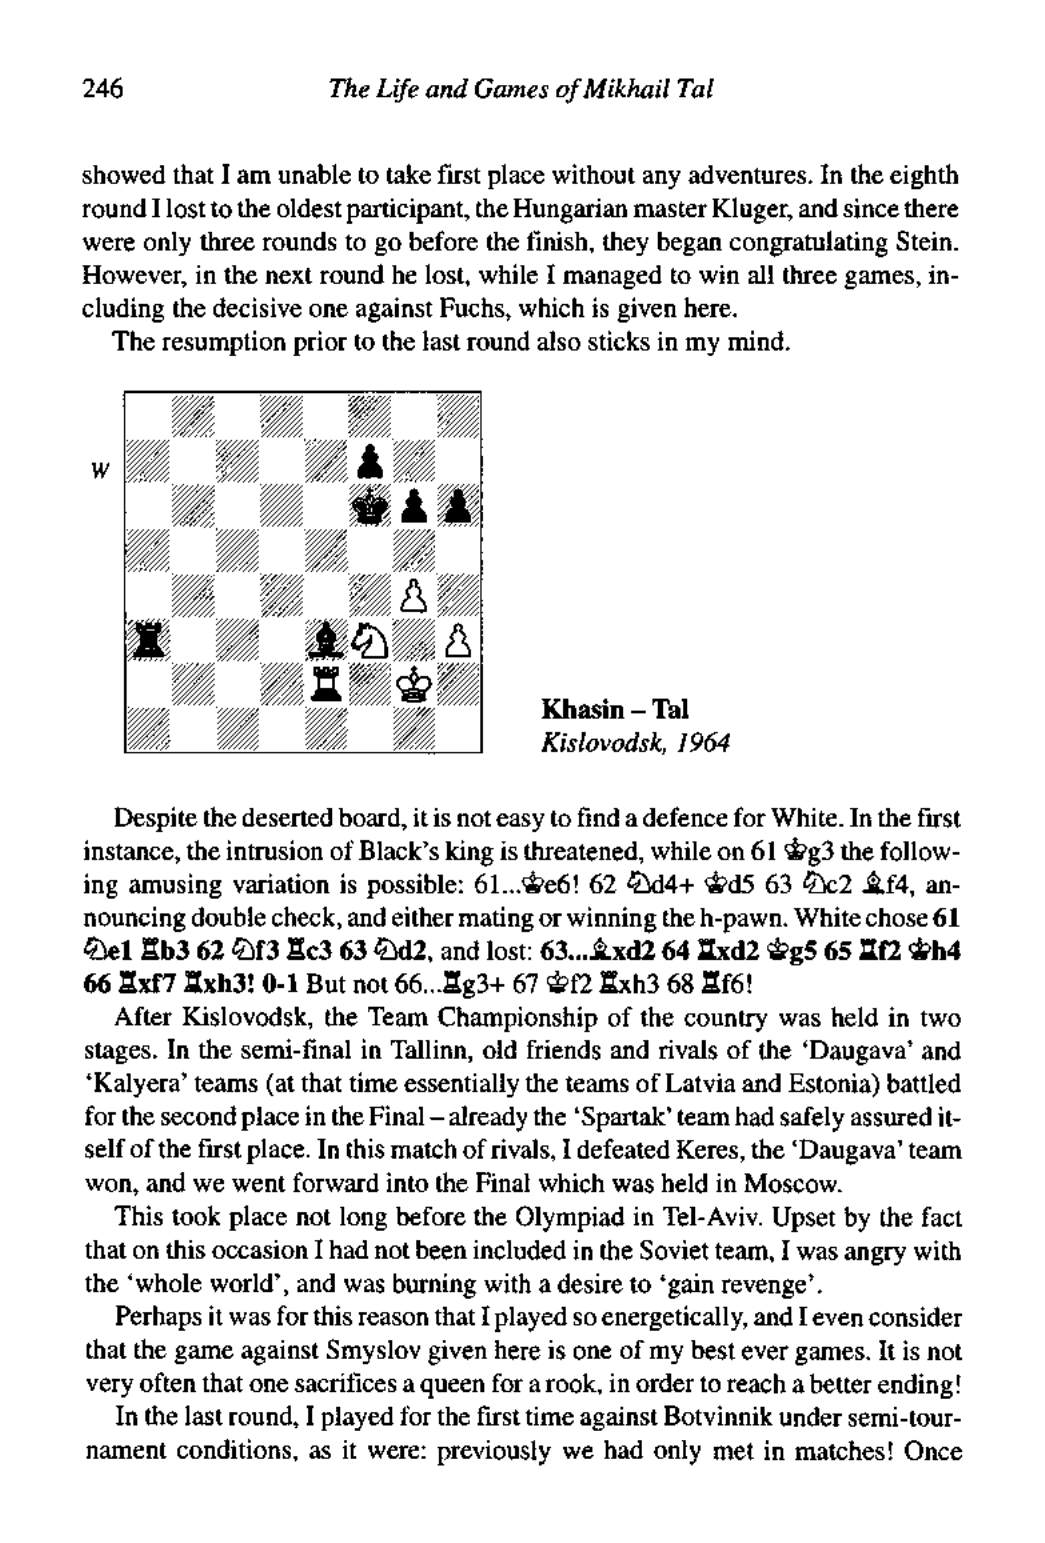 246 The Life and Games of Mikhail Tal
showed that I am unable to take first place without any adventures. In the eighth
round I lost to the oldest participant, the Hungarian master Kluger, and since there
were only three rounds to go before the finish, they began congratulating Stein.
However, in the next round he lost, while I managed to win all three games, in-
cluding the decisive one against Fuchs, which is given here.
The resumption prior to the last round also sticks in my mind.
W
Khasin – Tal
Kislovodsk, 1964
Despite the deserted board, it is not easy to find a defence for White. In the first
instance, the intrusion of Black's king is threatened, while on 61 ♔g3 the follow-
ing amusing variation is possible: 61...♔e6! 62 ♘d4+ ♔d5 63 ♘c2 ♗f4, an-
nouncing double check, and either mating or winning the h-pawn. White chose 61
♘e1 ♖b3 62 ♘f3 ♖c3 63 ♘d2, and lost: 63...♗xd2 64 ♖xd2 ♔g5 65 ♖f2 ♔h4
66 ♖xf7 ♖xh3! 0-1 But not 66...♖g3+ 67 ♔f2 ♖xh3 68 ♖f6!
After Kislovodsk, the Team Championship of the country was held in two
stages. In the semi-final in Tallinn, old friends and rivals of the 'Daugava' and
'Kalyera' teams (at that time essentially the teams of Latvia and Estonia) battled
for the second place in the Final – already the 'Spartak' team had safely assured it-
self of the first place. In this match of rivals, I defeated Keres, the 'Daugava' team
won, and we went forward into the Final which was held in Moscow.
This took place not long before the Olympiad in Tel-Aviv. Upset by the fact
that on this occasion I had not been included in the Soviet team, I was angry with
the 'whole world', and was burning with a desire to 'gain revenge'.
Perhaps it was for this reason that I played so energetically, and I even consider
that the game against Smyslov given here is one of my best ever games. It is not
very often that one sacrifices a queen for a rook, in order to reach a better ending!
In the last round, I played for the first time against Botvinnik under semi-tour-
nament conditions, as it were: previously we had only met in matches! Once